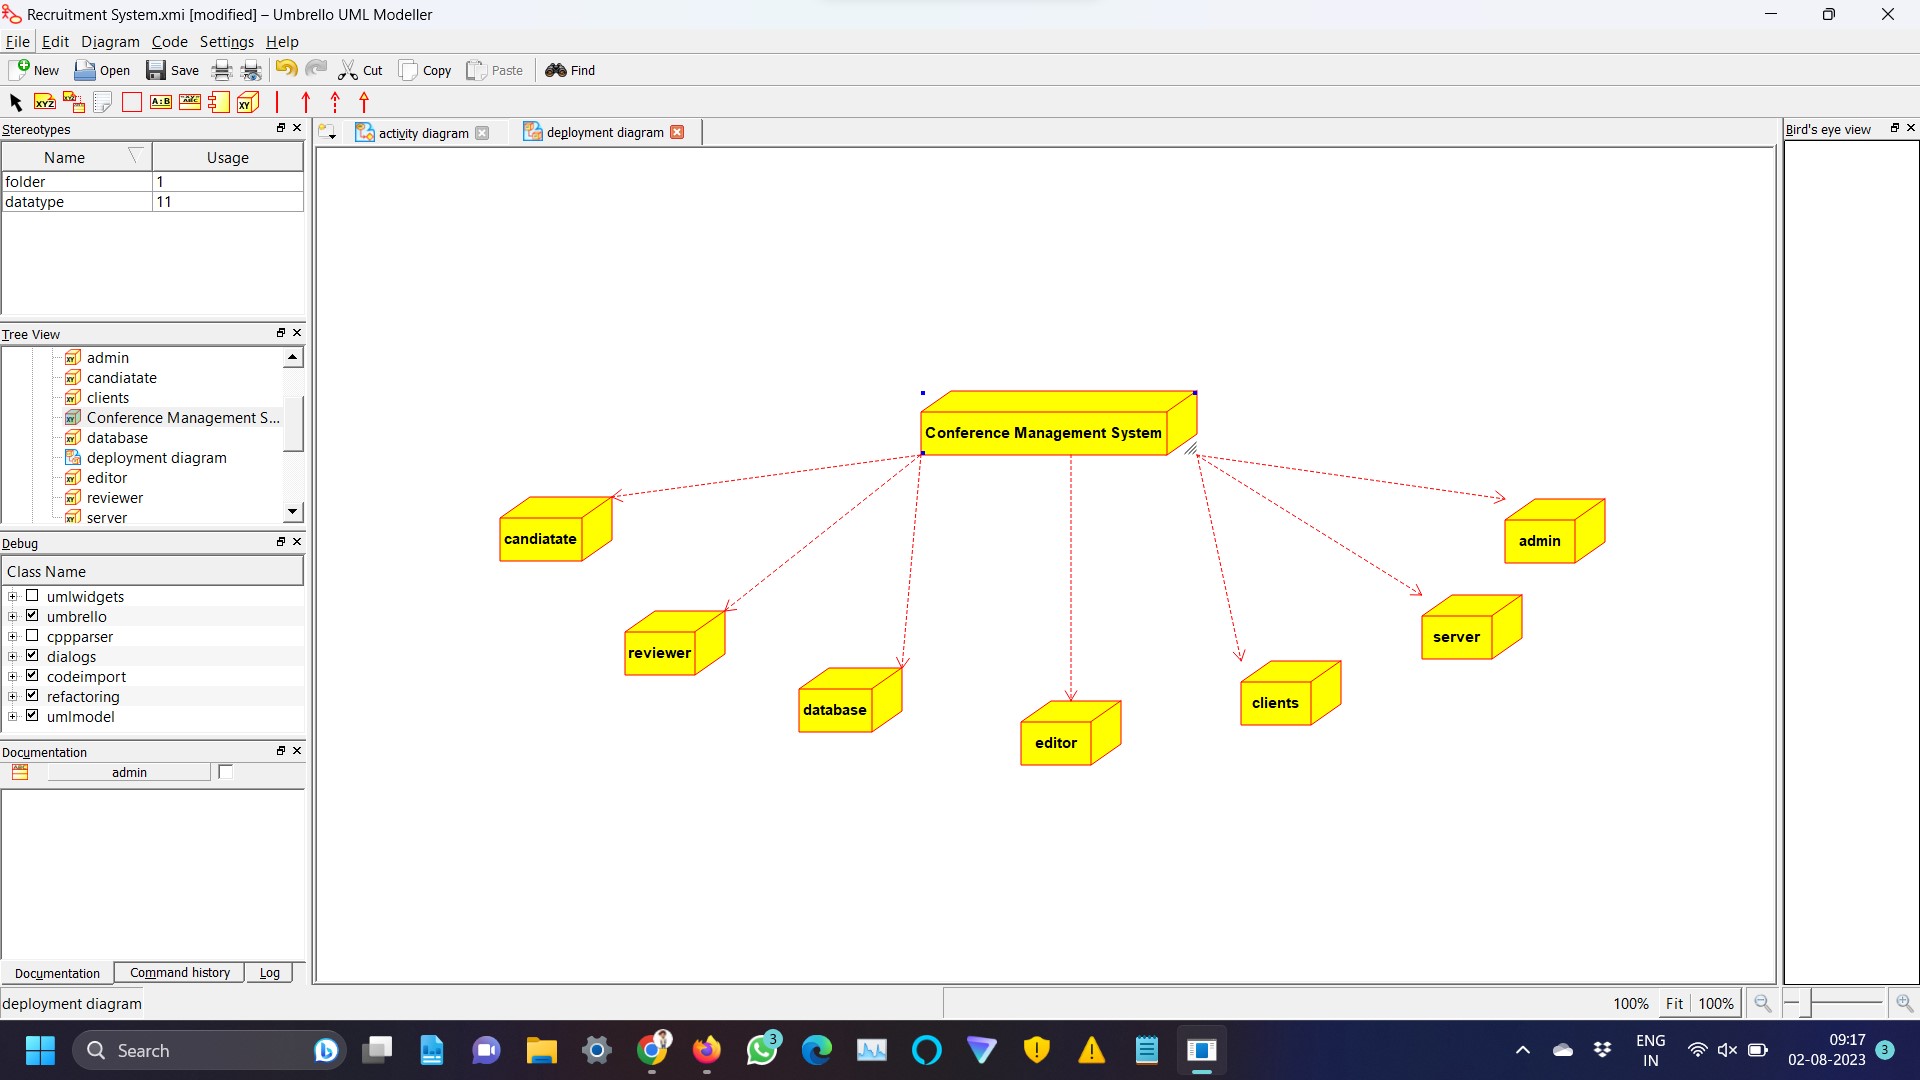 Recruitment System.xmi [modified] – Umbrello UML Modeller
File Edit Diagram Code Settings Help
New Open Save Cut Copy Paste Find
XYZ A:B XY
Stereotypes
Name Usage
folder 1
datatype 11
Tree View
admin
candiatate
clients
Conference Management S...
database
deployment diagram
editor
reviewer
server
Debug
Class Name
umlwidgets
umbrello
cppparser
dialogs
codeimport
refactoring
umlmodel
Documentation
admin
Documentation Command history Log
deployment diagram
activity diagram deployment diagram
Conference Management System
candiatate
admin
reviewer
server
database
clients
editor
Bird's eye view
100% Fit 100%
Search
3
ENG
IN
09:17
02-08-2023
3